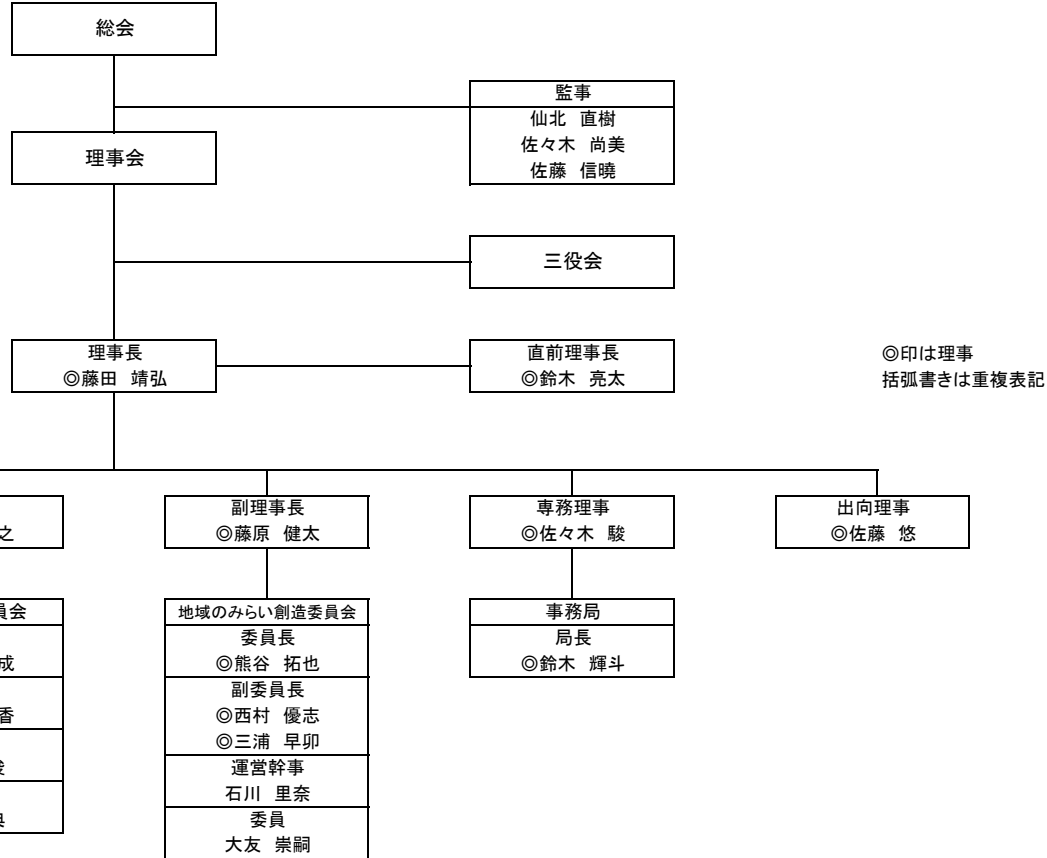 総会
監事
仙北 直樹
佐々木 尚美
佐藤 信曉
理事会
三役会
理事長
◎藤田 靖弘
直前理事長
◎鈴木 亮太
◎印は理事
括弧書きは重複表記
之
副理事長
◎藤原 健太
専務理事
◎佐々木 駿
出向理事
◎佐藤 悠
員会
成
香
地域のみらい創造委員会
委員長
◎熊谷 拓也
副委員長
◎西村 優志
◎三浦 早卯
運営幹事
石川 里奈
委員
大友 崇嗣
事務局
局長
◎鈴木 輝斗